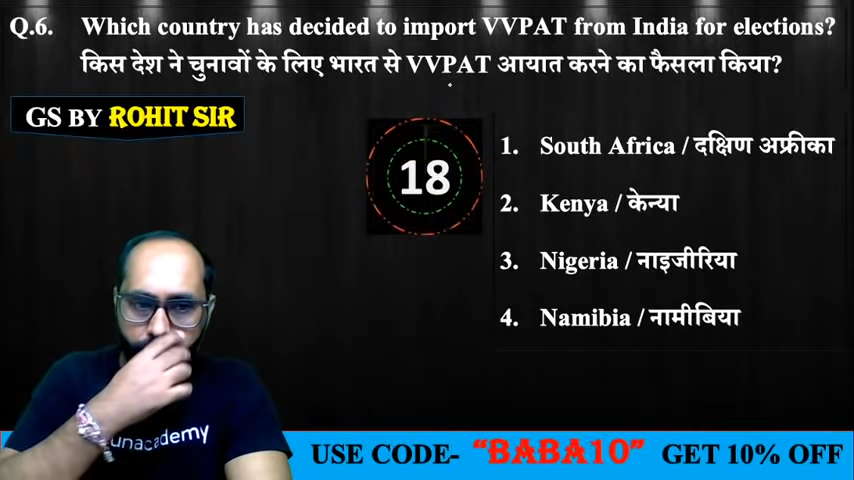 Q.6. Which country has decided to import VVPAT from India for elections?
किस देश ने चुनावों के लिए भारत से VVPAT आयात करने का फैसला किया?
GS BY ROHIT SIR
18
1. South Africa / दक्षिण अफ्रीका
2. Kenya / केन्या
3. Nigeria / नाइजीरिया
4. Namibia / नामीबिया
unacademy
USE CODE- "BABA10" GET 10% OFF